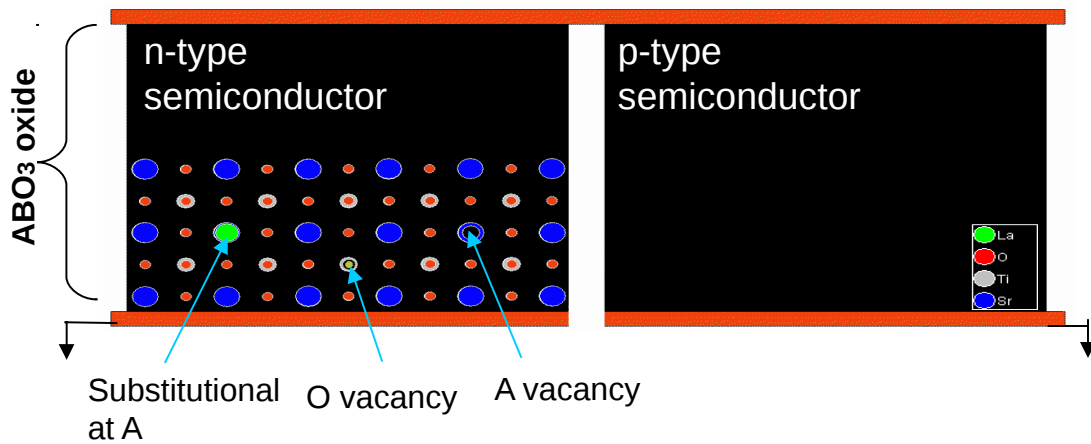 n-type
semiconductor
p-type
semiconductor
ABO3 oxide
La
O
Ti
Sr
Substitutional
at A
O vacancy
A vacancy